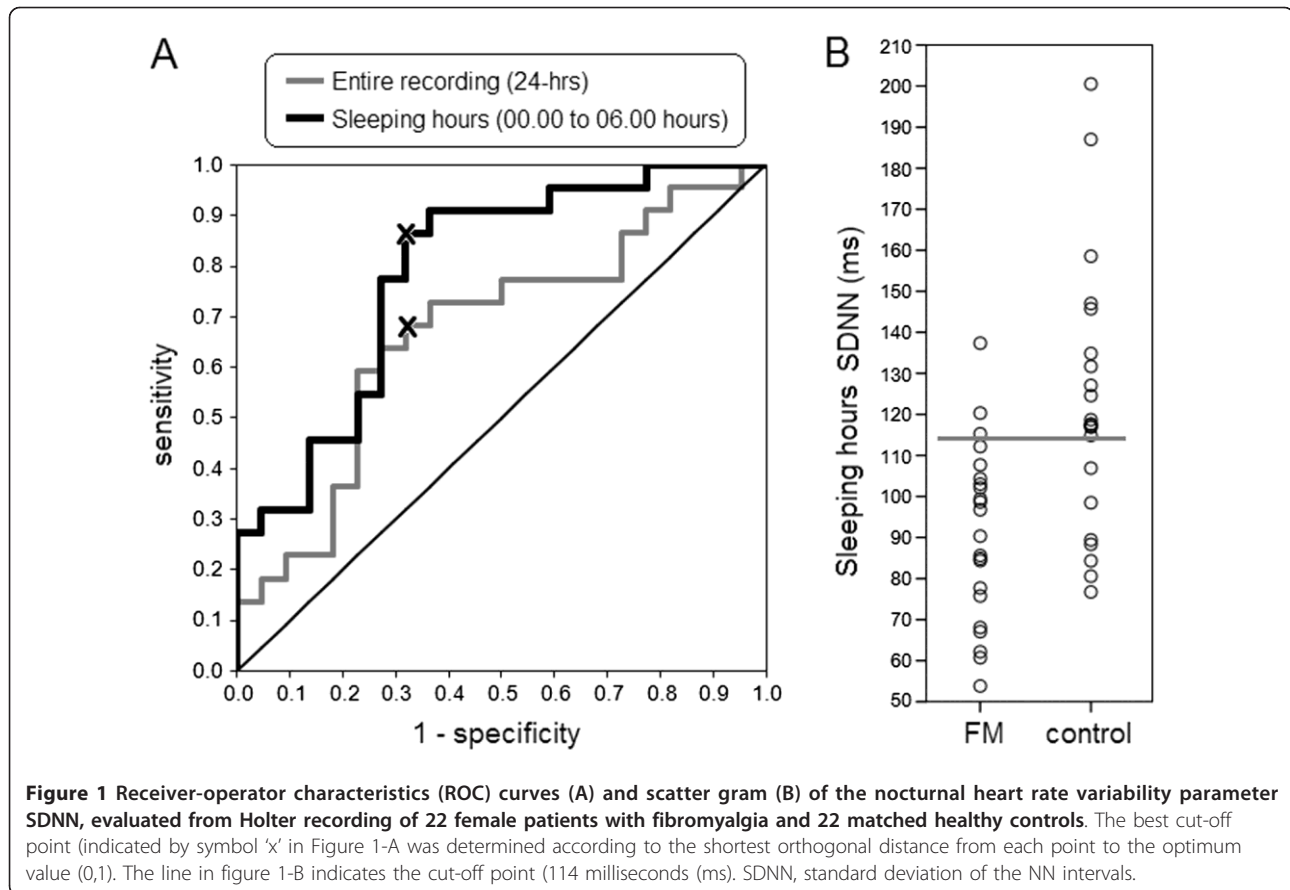 A
Entire recording (24-hrs)
Sleeping hours (00.00 to 06.00 hours)
1.0
0.9
0.8
0.7
0.6
0.5
0.4
0.3
0.2
0.1
0.0
sensitivity
0.0 0.1 0.2 0.3 0.4 0.5 0.6 0.7 0.8 0.9 1.0
1 - specificity
B
210
200
190
180
170
160
150
140
130
120
110
100
90
80
70
60
50
Sleeping hours SDNN (ms)
FM control
Figure 1 Receiver-operator characteristics (ROC) curves (A) and scatter gram (B) of the nocturnal heart rate variability parameter
SDNN, evaluated from Holter recording of 22 female patients with fibromyalgia and 22 matched healthy controls. The best cut-off
point (indicated by symbol ‘x’ in Figure 1-A was determined according to the shortest orthogonal distance from each point to the optimum
value (0,1). The line in figure 1-B indicates the cut-off point (114 milliseconds (ms). SDNN, standard deviation of the NN intervals.